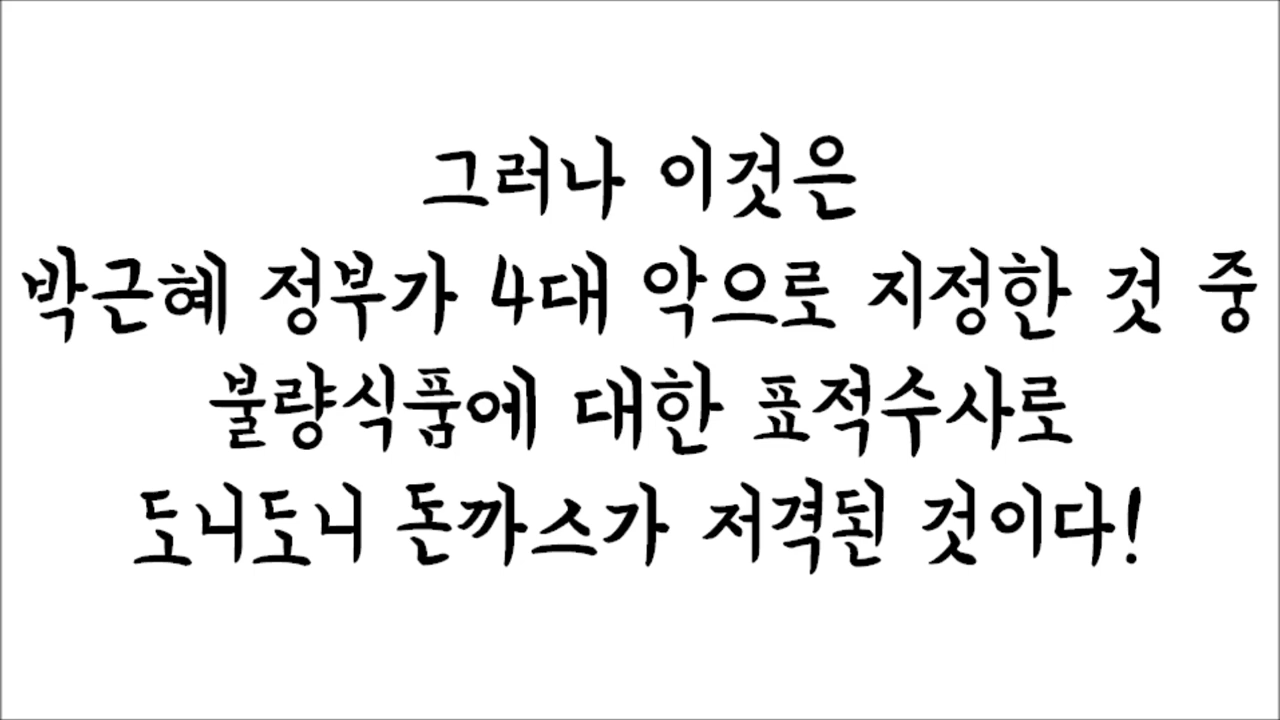 그러나 이것은
박근혜 정부가 4대 악으로 지정한 것 중
불량식품에 대한 표적수사로
도니도니 돈까스가 저격된 것이다!